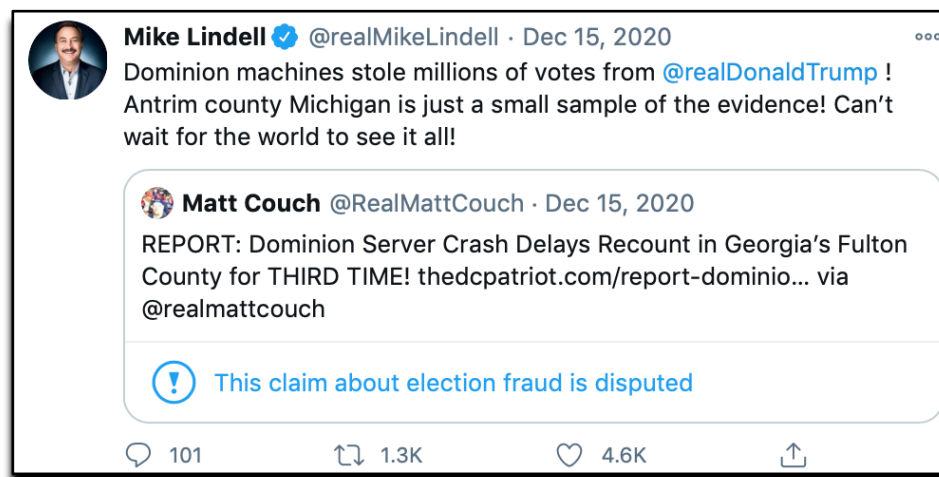 Mike Lindell @realMikeLindell · Dec 15, 2020
Dominion machines stole millions of votes from @realDonaldTrump !
Antrim county Michigan is just a small sample of the evidence! Can’t
wait for the world to see it all!
Matt Couch @RealMattCouch · Dec 15, 2020
REPORT: Dominion Server Crash Delays Recount in Georgia’s Fulton
County for THIRD TIME! thedcpatriot.com/report-dominio... via
@realmattcouch
This claim about election fraud is disputed
101 1.3K 4.6K